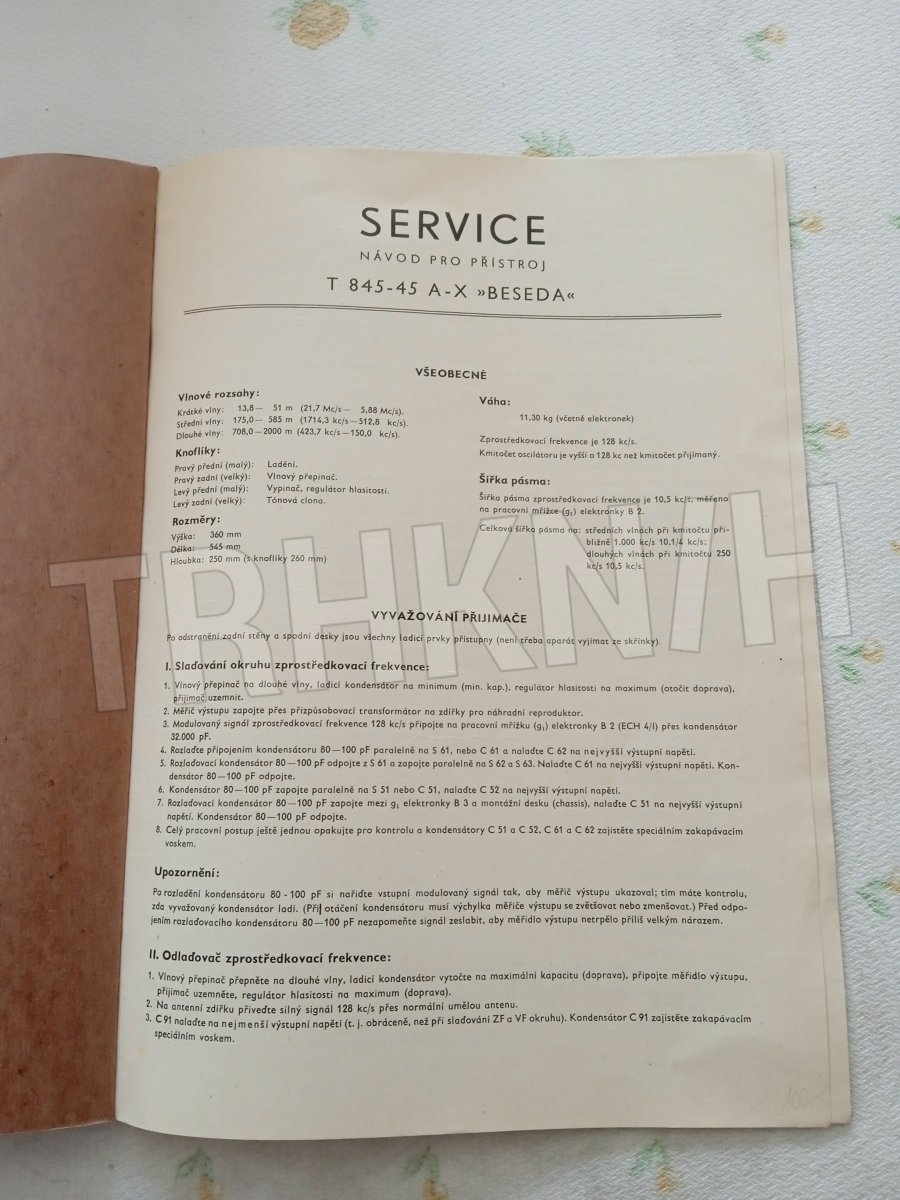 SERVICE
NÁVOD PRO PŘÍSTROJ
T 845-45 A-X »BESEDA«
VŠEOBECNÉ
Vlnové rozsahy:
Krátké vlny: 13,8— 51 m (21,7 Mc/s— 5,88 Mc/s).
Střední vlny: 175,0— 585 m (1714,3 kc/s—512,8 kc/s).
Dlouhé vlny: 708,0—2000 m (423,7 kc/s—150,0 kc/s).
Knoflíky:
Pravý přední (malý): Ladění.
Pravý zadní (velký): Vlnový přepinač.
Levý přední (malý): Vypinač, regulátor hlasitosti.
Levý zadní (velký): Tónová clona.
Rozměry:
Výška: 360 mm
Délka: 545 mm
Hloubka: 250 mm (s knoflíky 260 mm)
Váha:
11,30 kg (včetně elektronek)
Zprostředkovací frekvence je 128 kc/s.
Kmitočet oscilátoru je vyšší o 128 kc než kmitočet přijímaný.
Šířka pásma:
Šířka pásma zprostředkovací frekvence je 10,5 kc/s, měřeno
na pracovní mřížce (g₁) elektronky B 2.
Celková šířka pásma na: středních vlnách při kmitočtu při-
bližně 1.000 kc/s 10,1/4 kc/s;
dlouhých vlnách při kmitočtu 250
kc/s 10,5 kc/s.
VYVAŽOVÁNÍ PŘIJIMAČE
Po odstranění zadní stěny a spodní desky jsou všechny ladicí prvky přístupny (není třeba aparát vyjímat ze skříňky).
I. Slaďování okruhu zprostředkovací frekvence:
1. Vlnový přepinač na dlouhé vlny, ladicí kondensátor na minimum (min. kap.), regulátor hlasitosti na maximum (otočit doprava),
přijimač uzemnit.
2. Měřič výstupu zapojte přes přizpůsobovací transformátor na zdířky pro náhradní reproduktor.
3. Modulovaný signál zprostředkovací frekvence 128 kc/s připojte na pracovní mřížku (g₁) elektronky B 2 (ECH 4/I) přes kondensátor
32.000 pF.
4. Rozlaďte připojením kondensátoru 80—100 pF paralelně na S 61, nebo C 61 a nalaďte C 62 na nejvyšší výstupní napětí.
5. Rozlaďovací kondensátor 80—100 pF odpojte z S 61 a zapojte paralelně na S 62 a S 63. Nalaďte C 61 na nejvyšší výstupní napětí. Kon-
densátor 80—100 pF odpojte.
6. Kondensátor 80—100 pF zapojte paralelně na S 51 nebo C 51, nalaďte C 52 na nejvyšší výstupní napětí.
7. Rozlaďovací kondensátor 80—100 pF zapojte mezi g₁ elektronky B 3 a montážní desku (chassis), nalaďte C 51 na nejvyšší výstupní
napětí. Kondensátor 80—100 pF odpojte.
8. Celý pracovní postup ještě jednou opakujte pro kontrolu a kondensátory C 51 a C 52, C 61 a C 62 zajistěte speciálním zakapávacím
voskem.
Upozornění:
Po rozladění kondensátoru 80 - 100 pF si nařiďte vstupní modulovaný signál tak, aby měřič výstupu ukazoval; tím máte kontrolu,
zda vyvažovaný kondensátor ladí. (Při otáčení kondensátoru musí výchylka měřiče výstupu se zvětšovat nebo zmenšovat.) Před odpo-
jením rozlaďovacího kondensátoru 80—100 pF nezapomeňte signál zeslabit, aby měřidlo výstupu netrpělo příliš velkým nárazem.
II. Odlaďovač zprostředkovací frekvence:
1. Vlnový přepinač přepněte na dlouhé vlny, ladicí kondensátor vytočte na maximální kapacitu (doprava), připojte měřidlo výstupu,
přijimač uzemněte, regulátor hlasitosti na maximum (doprava).
2. Na antenní zdířku přiveďte silný signál 128 kc/s přes normální umělou antenu.
3. C 91 nalaďte na nejmenší výstupní napětí (t. j. obráceně, než při slaďování ZF a VF okruhu). Kondensátor C 91 zajistěte zakapávacím
speciálním voskem.
100
TRHKNIH